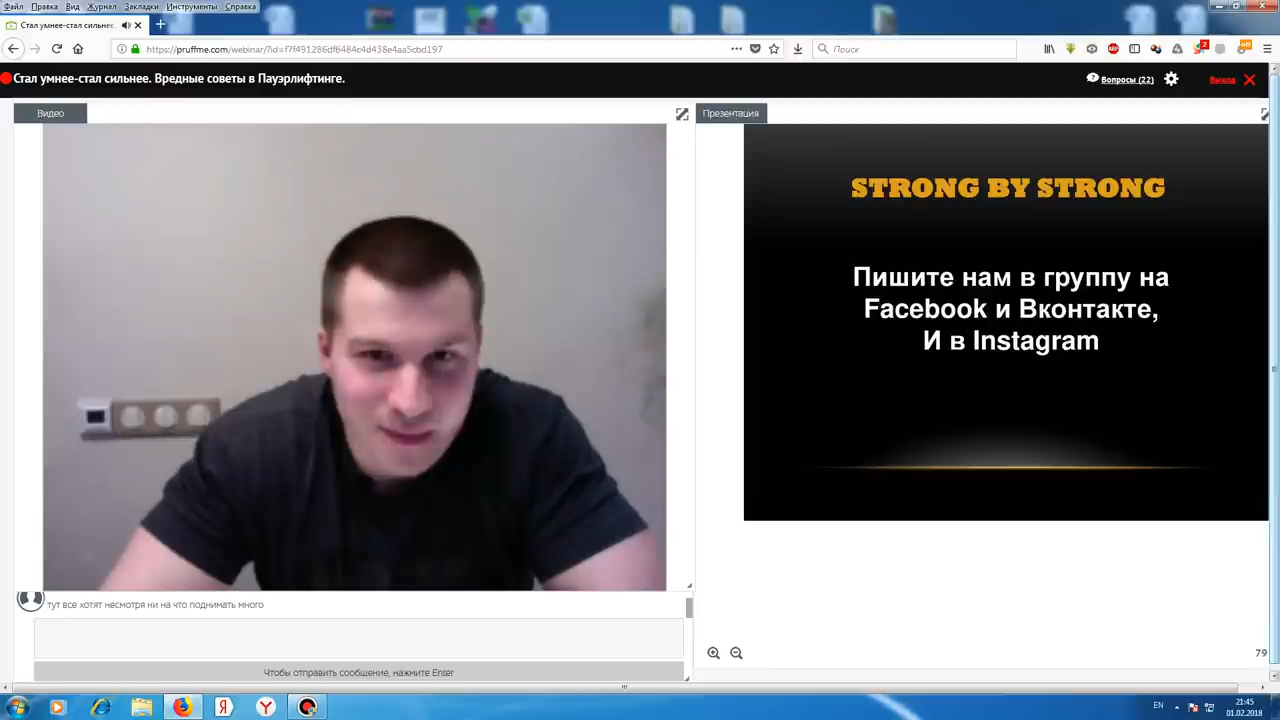 Файл Правка Вид Журнал Закладки Инструменты Справка
Стал умнее-стал сильнее.
https://pruffme.com/webinar/?id=f7f491286df6484c4d438e4aa5cbd197
Поиск
2
off
ABP
Стал умнее-стал сильнее. Вредные советы в Пауэрлифтинге.
Вопросы (22)
Выход
Видео
Презентация
STRONG BY STRONG
Пишите нам в группу на
Facebook и Вконтакте,
И в Instagram
тут все хотят несмотря ни на что поднимать много
Чтобы отправить сообщение, нажмите Enter
79
EN
21:45
01.02.2018